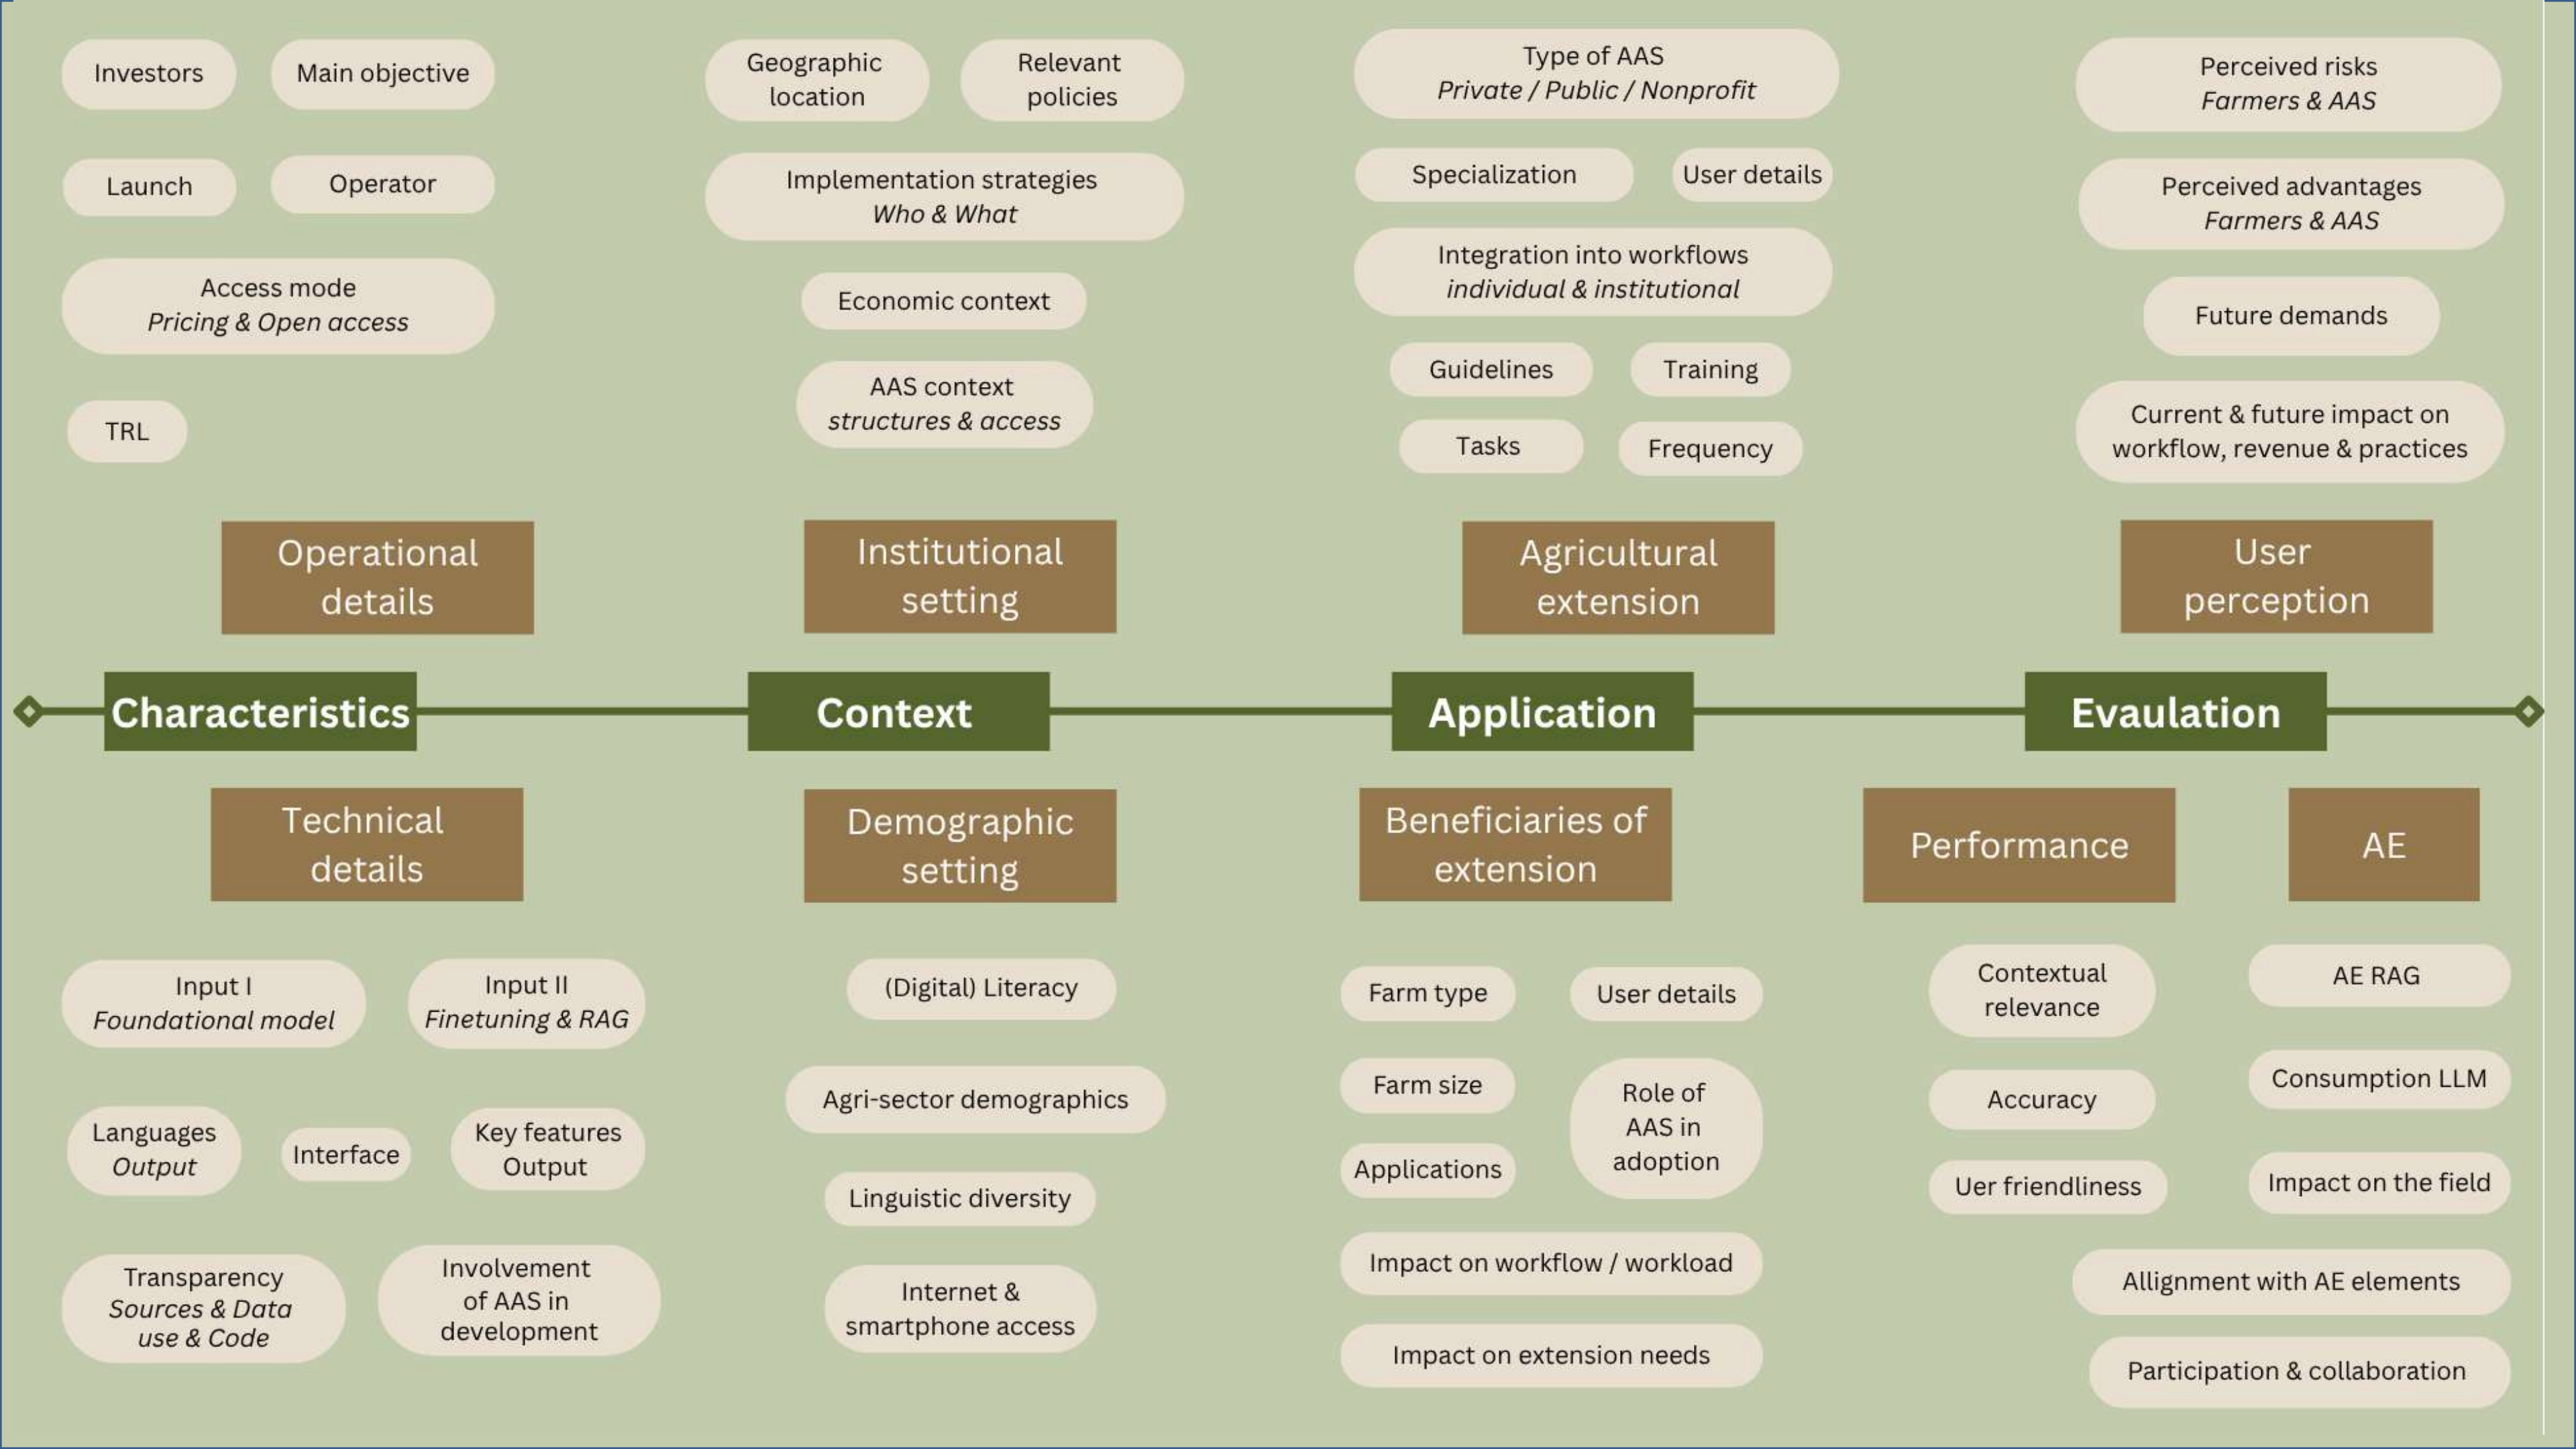 Investors
Main objective
Launch
Operator
Access mode
Pricing & Open access
TRL
Operational
details
Geographic
location
Relevant
policies
Implementation strategies
Who & What
Economic context
AAS context
structures & access
Institutional
setting
Type of AAS
Private / Public / Nonprofit
Specialization
User details
Integration into workflows
individual & institutional
Guidelines
Training
Tasks
Frequency
Agricultural
extension
Perceived risks
Farmers & AAS
Perceived advantages
Farmers & AAS
Future demands
Current & future impact on
workflow, revenue & practices
User
perception
Characteristics
Context
Application
Evaulation
Technical
details
Input I
Foundational model
Input II
Finetuning & RAG
Languages
Output
Interface
Key features
Output
Transparency
Sources & Data
use & Code
Involvement
of AAS in
development
Demographic
setting
(Digital) Literacy
Agri-sector demographics
Linguistic diversity
Internet &
smartphone access
Beneficiaries of
extension
Farm type
User details
Farm size
Role of
AAS in
adoption
Applications
Impact on workflow / workload
Impact on extension needs
Performance
Contextual
relevance
Accuracy
Uer friendliness
AE
AE RAG
Consumption LLM
Impact on the field
Allignment with AE elements
Participation & collaboration